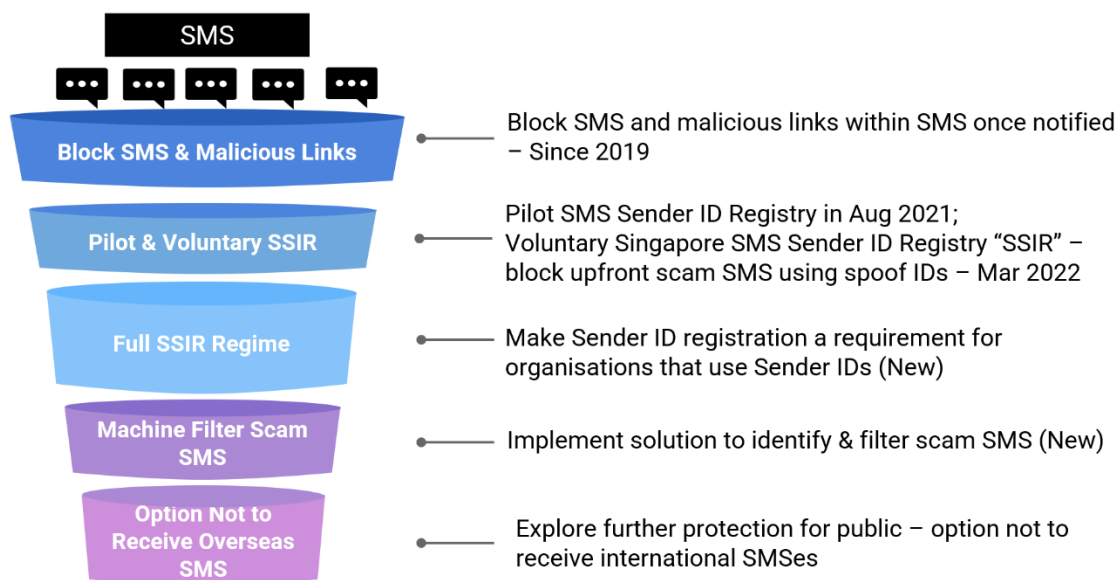 SMS
Block SMS & Malicious Links
Block SMS and malicious links within SMS once notified
– Since 2019
Pilot & Voluntary SSIR
Pilot SMS Sender ID Registry in Aug 2021;
Voluntary Singapore SMS Sender ID Registry “SSIR” –
block upfront scam SMS using spoof IDs – Mar 2022
Full SSIR Regime
Make Sender ID registration a requirement for
organisations that use Sender IDs (New)
Machine Filter Scam
SMS
Implement solution to identify & filter scam SMS (New)
Option Not to
Receive Overseas
SMS
Explore further protection for public – option not to
receive international SMSes